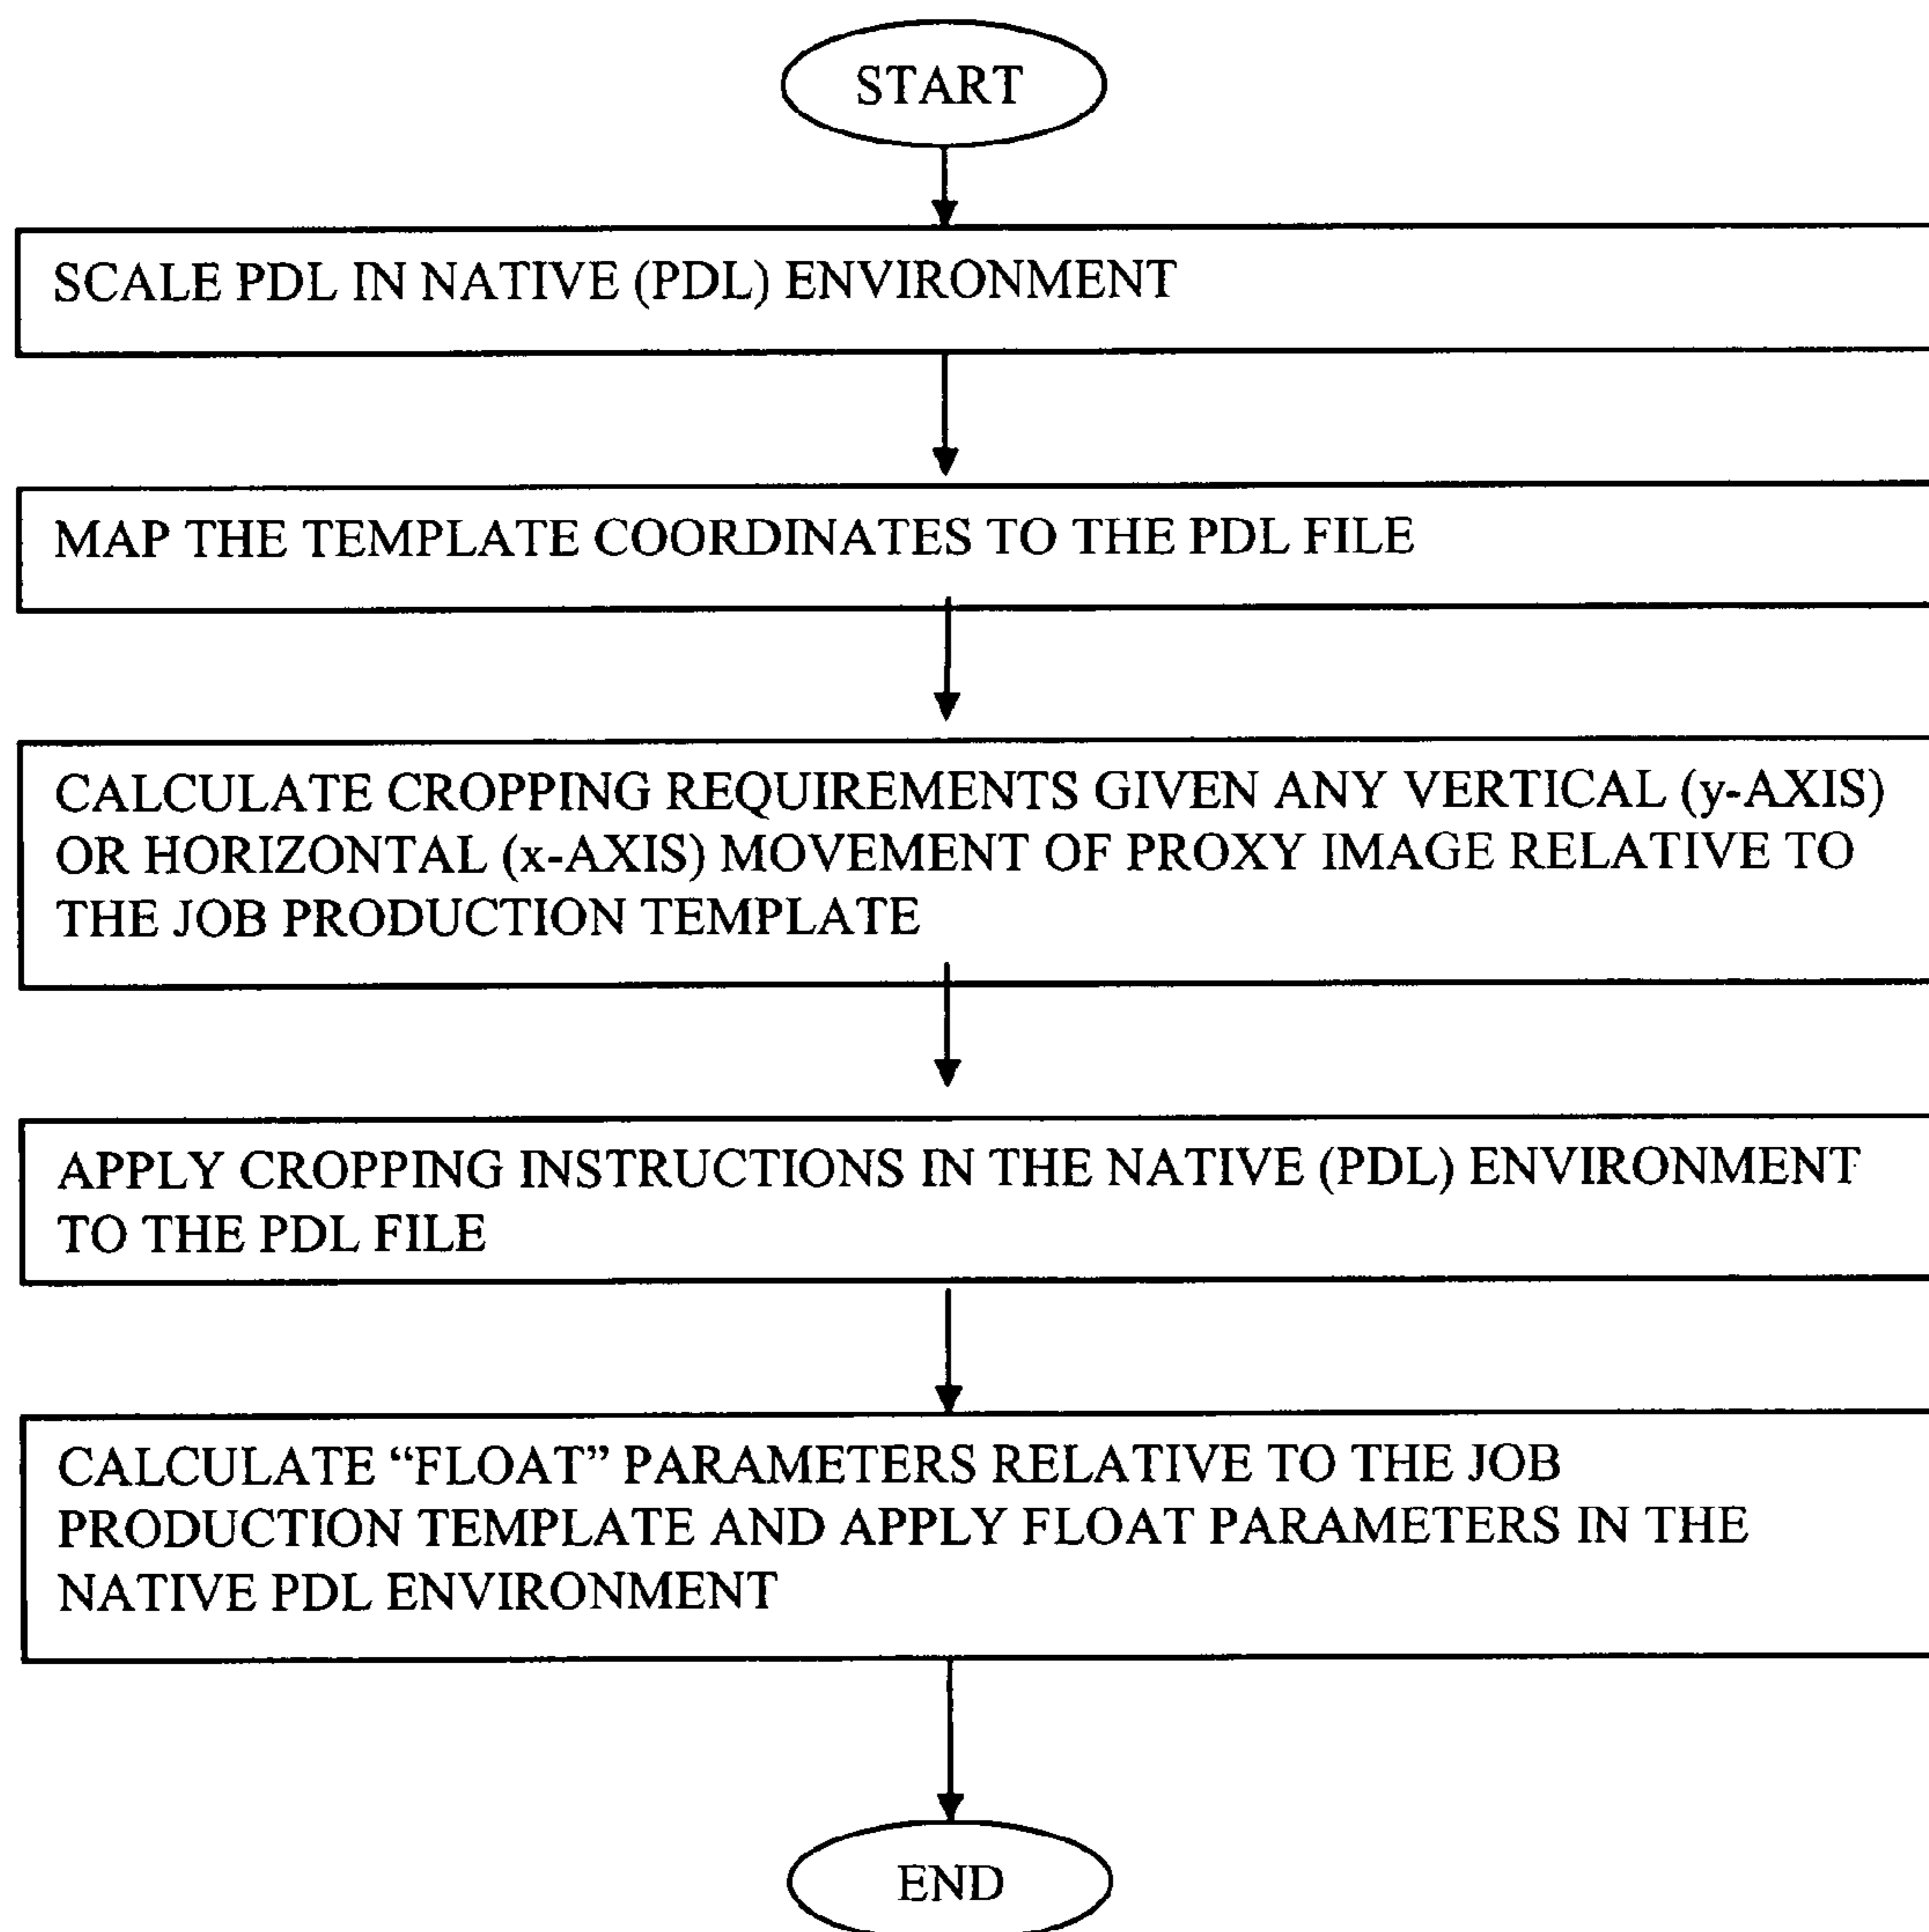 START
SCALE PDL IN NATIVE (PDL) ENVIRONMENT
MAP THE TEMPLATE COORDINATES TO THE PDL FILE
CALCULATE CROPPING REQUIREMENTS GIVEN ANY VERTICAL (y-AXIS)
OR HORIZONTAL (x-AXIS) MOVEMENT OF PROXY IMAGE RELATIVE TO
THE JOB PRODUCTION TEMPLATE
APPLY CROPPING INSTRUCTIONS IN THE NATIVE (PDL) ENVIRONMENT
TO THE PDL FILE
CALCULATE “FLOAT” PARAMETERS RELATIVE TO THE JOB
PRODUCTION TEMPLATE AND APPLY FLOAT PARAMETERS IN THE
NATIVE PDL ENVIRONMENT
END